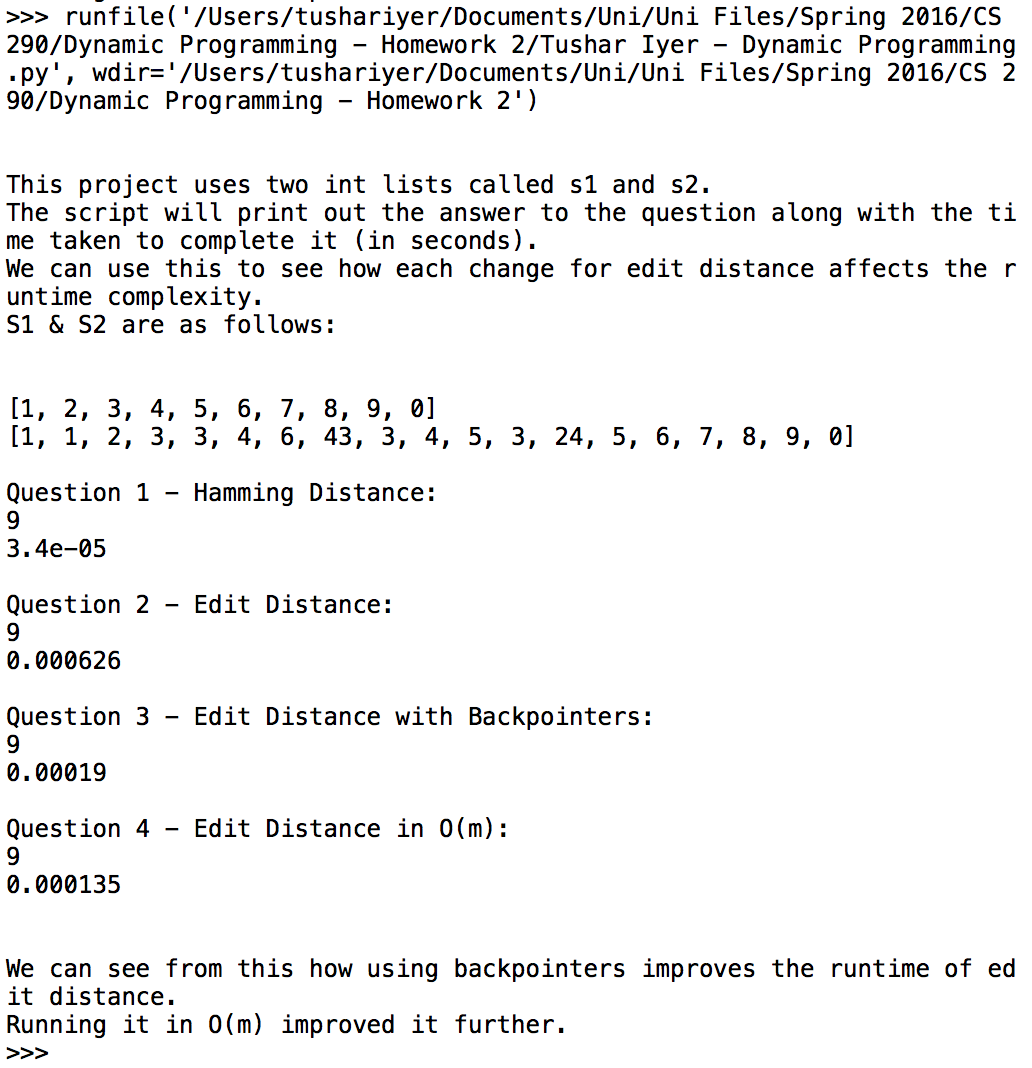 >>> runfile('/Users/tushariyer/Documents/Uni/Uni Files/Spring 2016/CS
290/Dynamic Programming – Homework 2/Tushar Iyer – Dynamic Programming
.py', wdir='/Users/tushariyer/Documents/Uni/Uni Files/Spring 2016/CS 2
90/Dynamic Programming – Homework 2')
This project uses two int lists called s1 and s2.
The script will print out the answer to the question along with the ti
me taken to complete it (in seconds).
We can use this to see how each change for edit distance affects the r
untime complexity.
S1 & S2 are as follows:
[1, 2, 3, 4, 5, 6, 7, 8, 9, 0]
[1, 1, 2, 3, 3, 4, 6, 43, 3, 4, 5, 3, 24, 5, 6, 7, 8, 9, 0]
Question 1 – Hamming Distance:
9
3.4e–05
Question 2 – Edit Distance:
9
0.000626
Question 3 – Edit Distance with Backpointers:
9
0.00019
Question 4 – Edit Distance in O(m):
9
0.000135
We can see from this how using backpointers improves the runtime of ed
it distance.
Running it in O(m) improved it further.
>>>